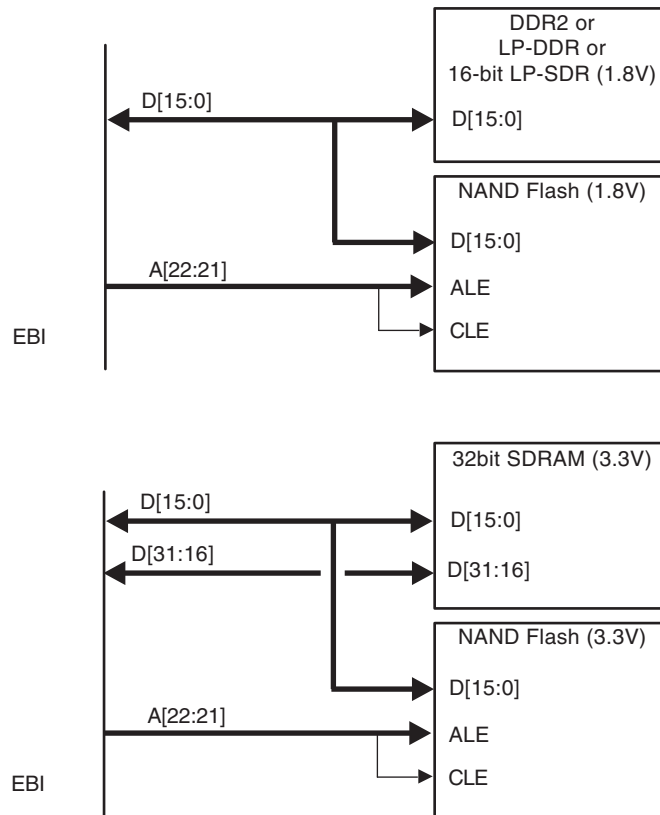 DDR2 or
LP-DDR or
16-bit LP-SDR (1.8V)
D[15:0]
D[15:0]
NAND Flash (1.8V)
D[15:0]
A[22:21]
ALE
EBI
CLE
32bit SDRAM (3.3V)
D[15:0]
D[15:0]
D[31:16]
D[31:16]
NAND Flash (3.3V)
D[15:0]
A[22:21]
ALE
EBI
CLE